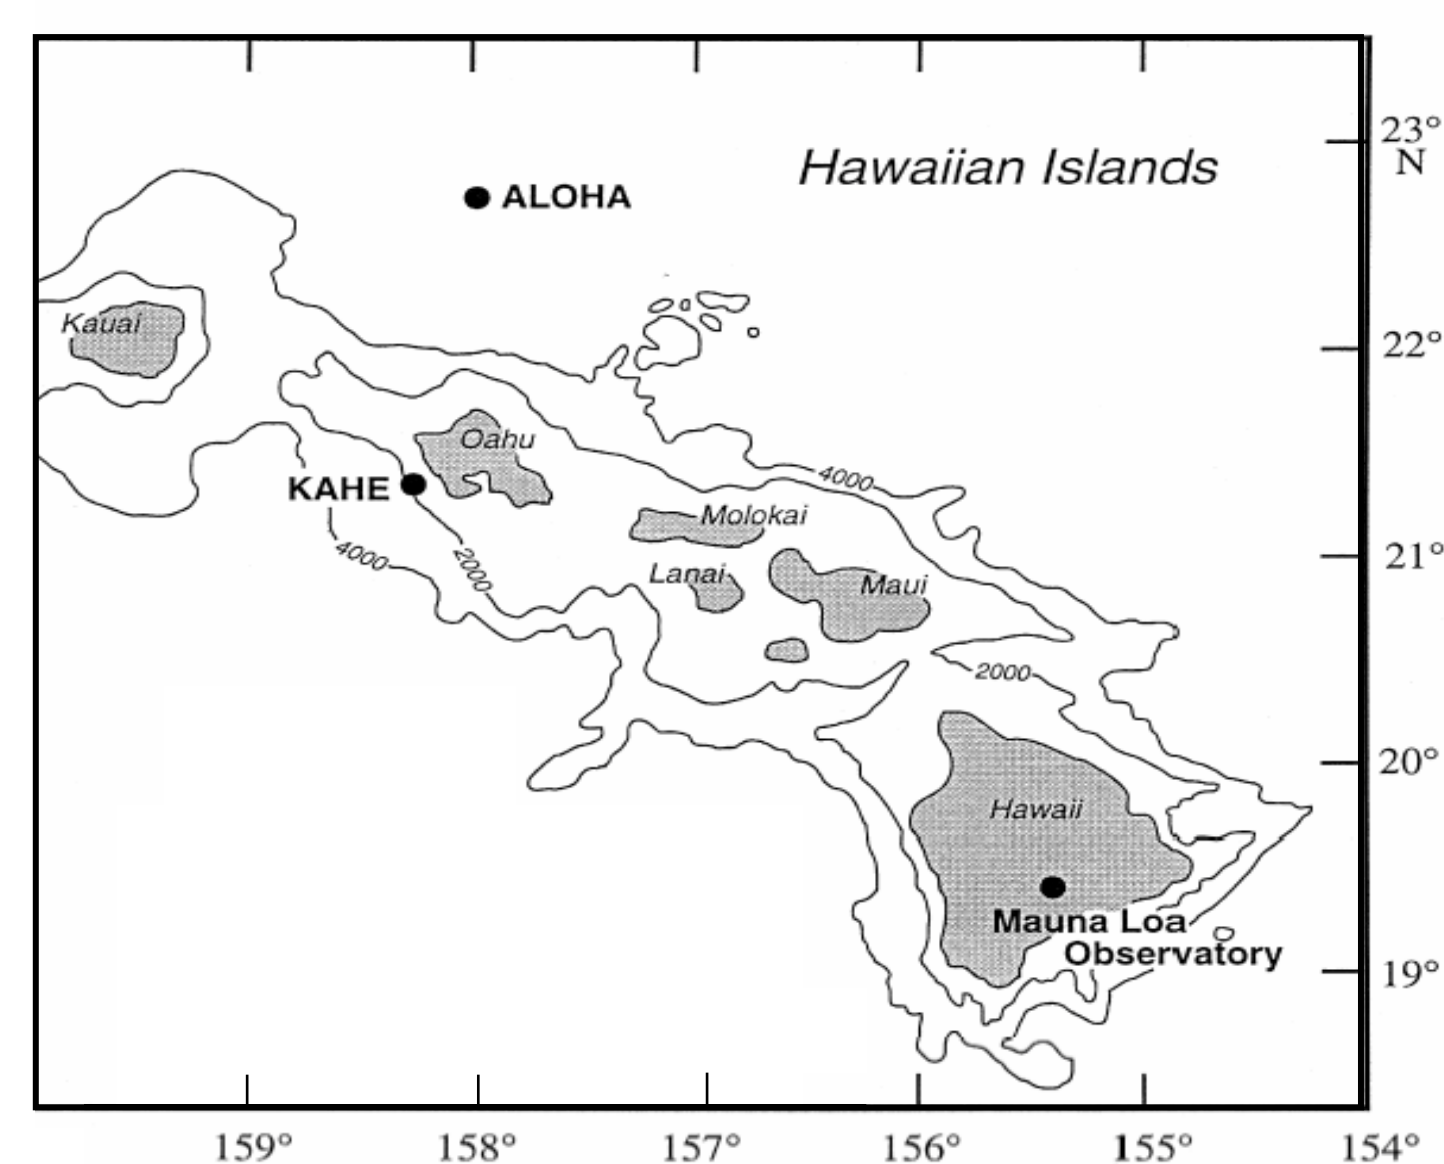 23°
N
Hawaiian Islands
ALOHA
Kauai
22°
Oahu
4000
KAHE
Molokai
4000
2000
21°
Lanai
Maui
2000
20°
Hawaii
Mauna Loa
Observatory
19°
159°
158°
157°
156°
155°
154°